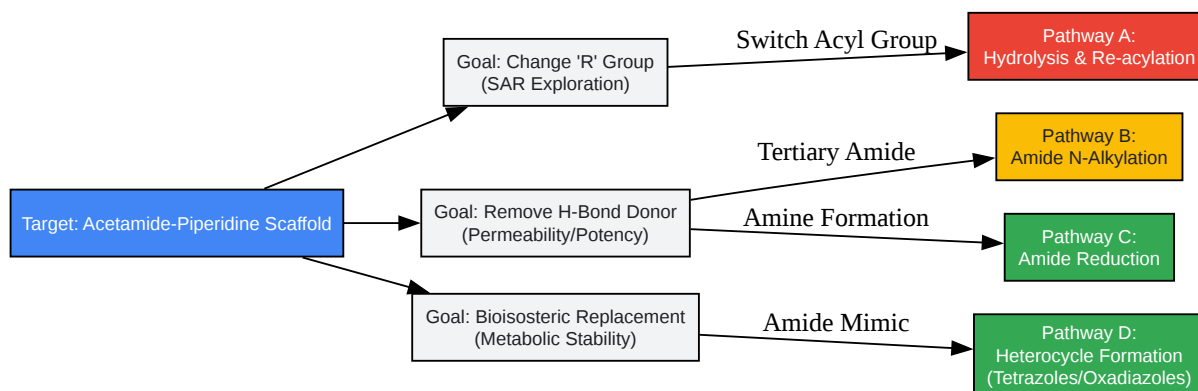 Target: Acetamide-Piperidine Scaffold
Goal: Change 'R' Group
(SAR Exploration)
Switch Acyl Group
Pathway A:
Hydrolysis & Re-acylation
Goal: Remove H-Bond Donor
(Permeability/Potency)
Tertiary Amide
Pathway B:
Amide N-Alkylation
Amine Formation
Pathway C:
Amide Reduction
Goal: Bioisosteric Replacement
(Metabolic Stability)
Amide Mimic
Pathway D:
Heterocycle Formation
(Tetrazoles/Oxadiazoles)